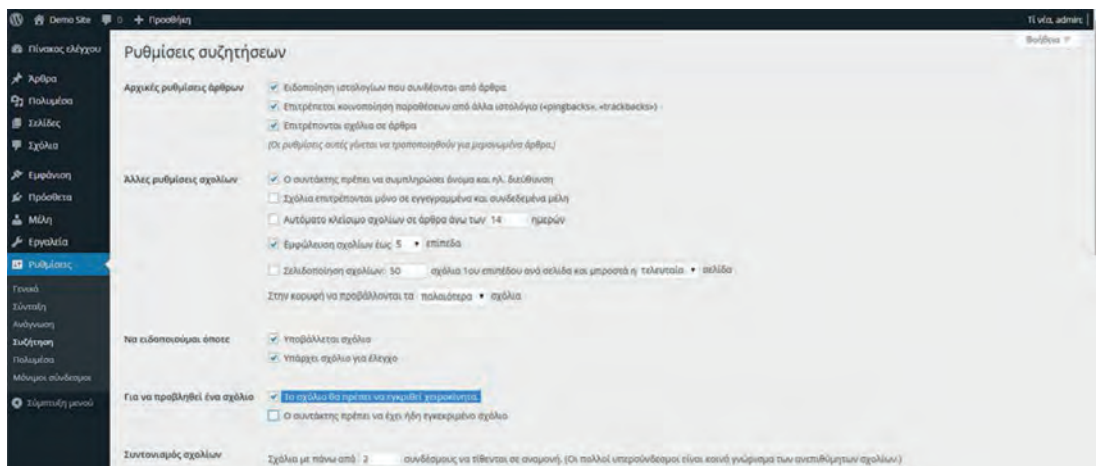 Demo Site 0 + Προσθήκη Τί νέα, admin;
Βοήθεια
Πίνακας ελέγχου
Άρθρα
Πολυμέσα
Σελίδες
Σχόλια
Εμφάνιση
Πρόσθετα
Μέλη
Εργαλεία
Ρυθμίσεις
Γενικά
Σύνταξη
Ανάγνωση
Συζήτηση
Πολυμέσα
Μόνιμοι σύνδεσμοι
Σύμπτυξη μενού
Ρυθμίσεις συζητήσεων
Αρχικές ρυθμίσεις άρθρων
Ειδοποίηση ιστολογίων που συνδέονται από άρθρα
Επιτρέπεται κοινοποίηση παραθέσεων από άλλα ιστολόγια («pingbacks», «trackbacks»)
Επιτρέπονται σχόλια σε άρθρα
(Οι ρυθμίσεις αυτές γίνεται να τροποποιηθούν για μεμονωμένα άρθρα.)
Άλλες ρυθμίσεις σχολίων
Ο συντάκτης πρέπει να συμπληρώσει όνομα και ηλ. διεύθυνση
Σχόλια επιτρέπονται μόνο σε εγγεγραμμένα και συνδεδεμένα μέλη
Αυτόματο κλείσιμο σχολίων σε άρθρα άνω των 14 ημερών
Εμφώλευση σχολίων έως 5 επίπεδα
Σελιδοποίηση σχολίων: 50 σχόλια 1ου επιπέδου ανά σελίδα και μπροστά η τελευταία σελίδα
Στην κορυφή να προβάλλονται τα παλαιότερα σχόλια
Να ειδοποιούμαι όποτε
Υποβάλλεται σχόλιο
Υπάρχει σχόλιο για έλεγχο
Για να προβληθεί ένα σχόλιο
Το σχόλιο θα πρέπει να εγκριθεί χειροκίνητα.
Ο συντάκτης πρέπει να έχει ήδη εγκεκριμένο σχόλιο
Συντονισμός σχολίων
Σχόλια με πάνω από 2 συνδέσμους να τίθενται σε αναμονή. (Οι πολλοί υπερσύνδεσμοι είναι κοινό γνώρισμα των ανεπιθύμητων σχολίων.)